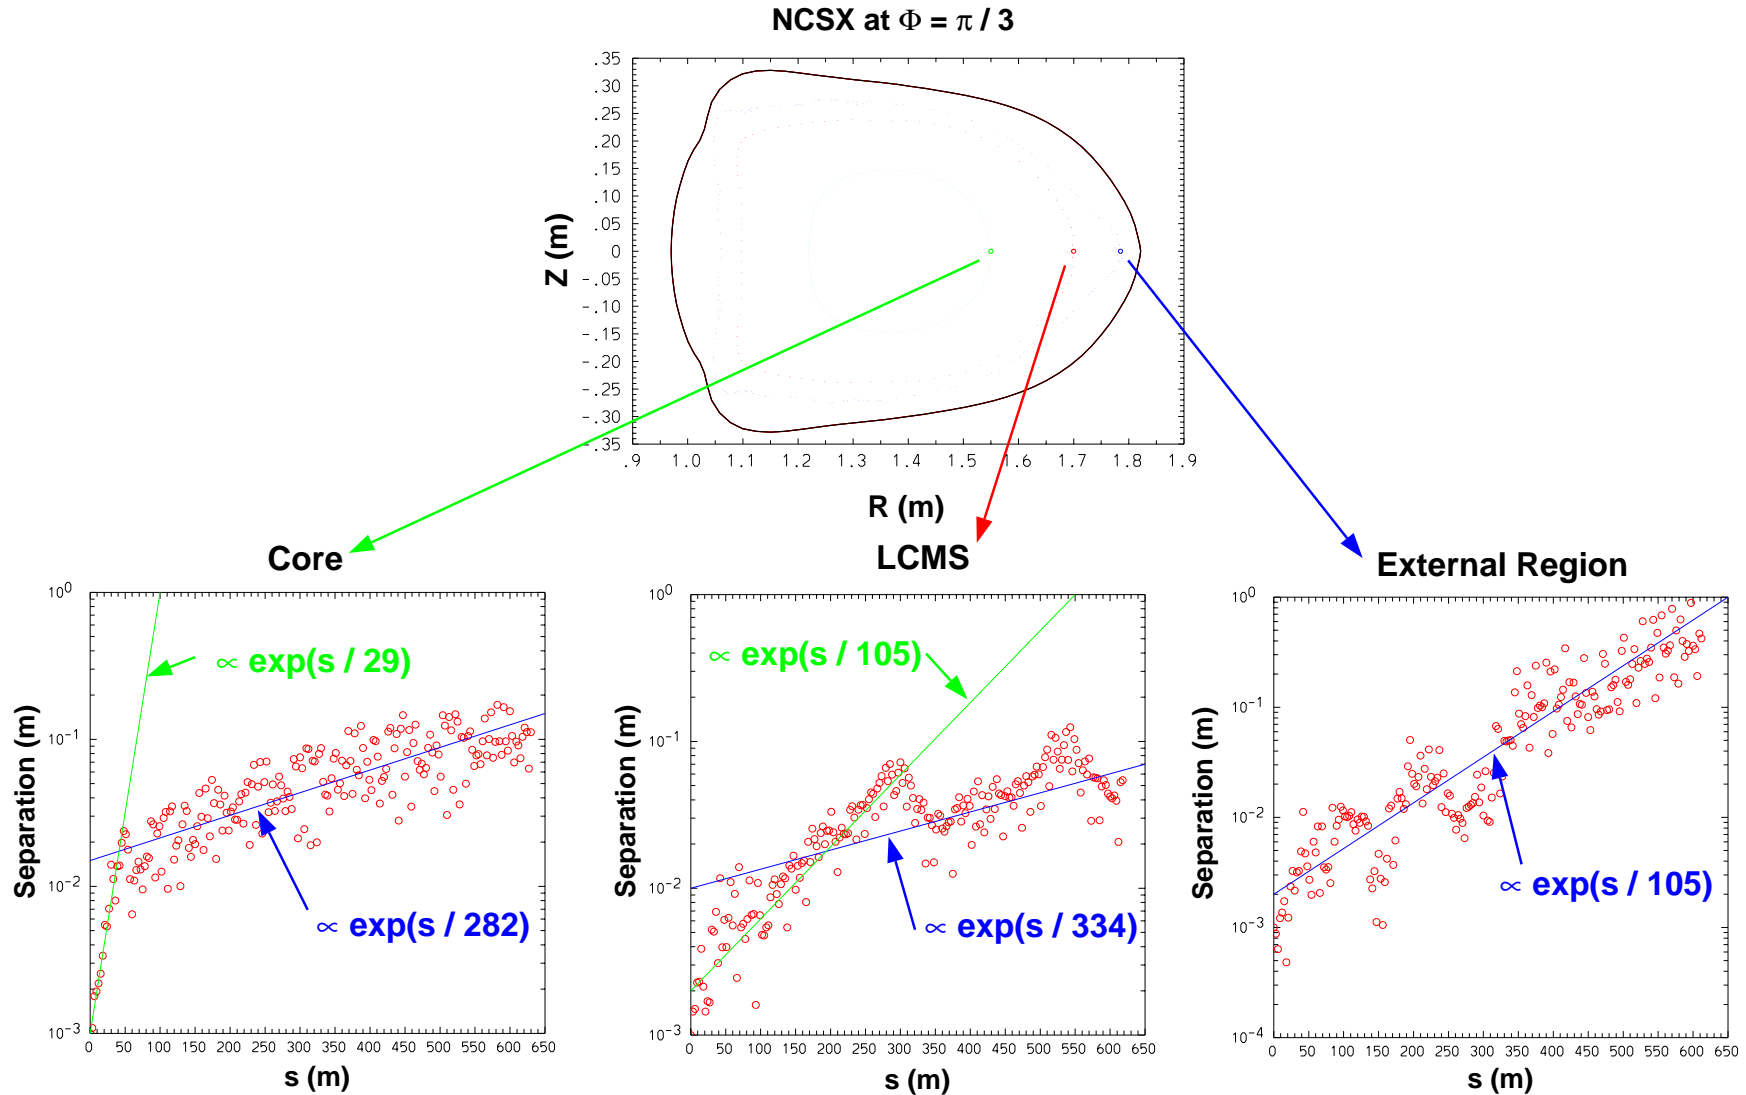 NCSX at Φ = π / 3
.35
.30
.25
.20
.15
.10
.05
0
-.05
-.10
-.15
-.20
-.25
-.30
-.35
Z (m)
.9 1.0 1.1 1.2 1.3 1.4 1.5 1.6 1.7 1.8 1.9
R (m)
Core
10^0
10^-1
10^-2
10^-3
Separation (m)
∝ exp(s / 29)
∝ exp(s / 282)
0 50 100 150 200 250 300 350 400 450 500 550 600 650
s (m)
LCMS
10^0
10^-1
10^-2
10^-3
Separation (m)
∝ exp(s / 105)
∝ exp(s / 334)
0 50 100 150 200 250 300 350 400 450 500 550 600 650
s (m)
External Region
10^0
10^-1
10^-2
10^-3
10^-4
Separation (m)
∝ exp(s / 105)
0 50 100 150 200 250 300 350 400 450 500 550 600 650
s (m)